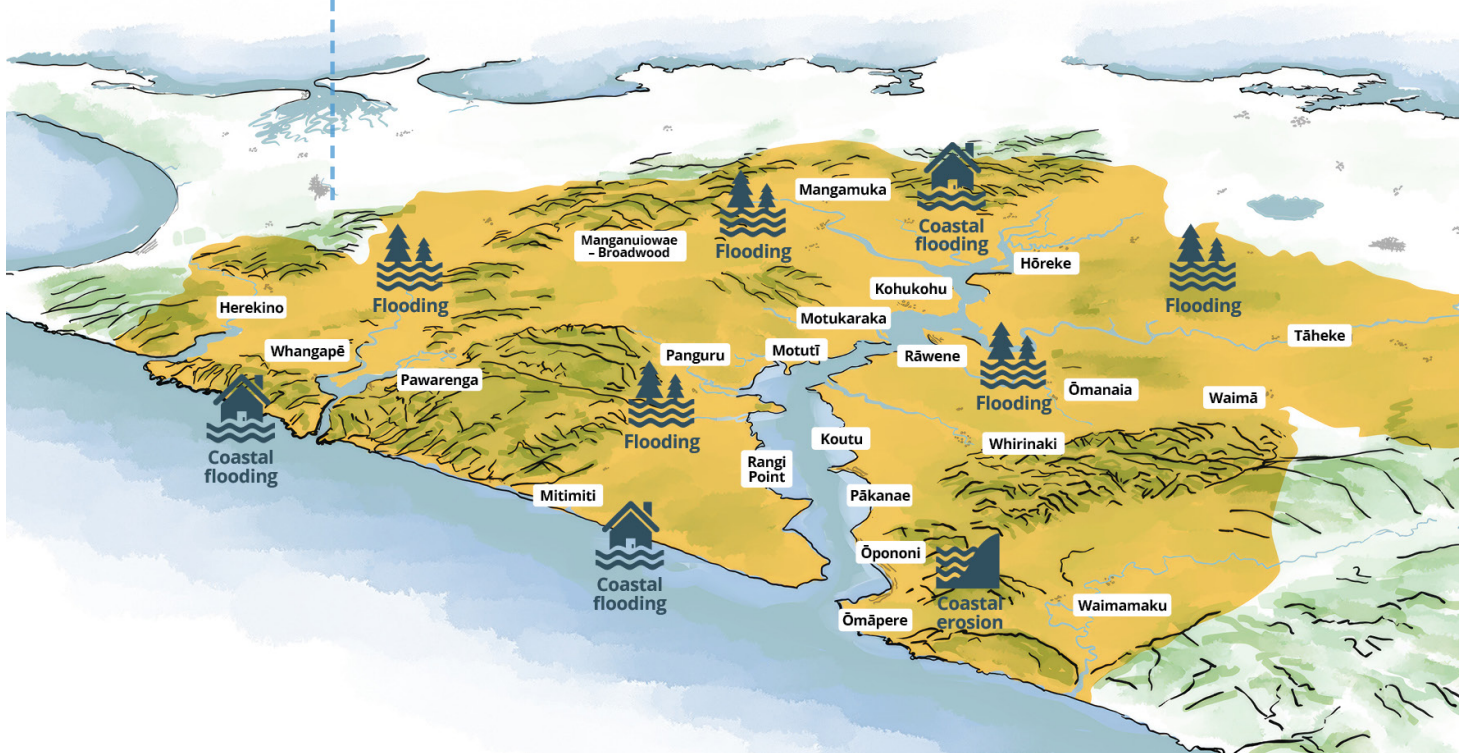 Mangamuka
Coastal
flooding
Manganuiowae
– Broadwood
Flooding
Hōreke
Flooding
Flooding
Kohukohu
Herekino
Motukaraka
Tāheke
Whangapē
Panguru
Motutī
Rāwene
Pawarenga
Ōmanaia
Waimā
Flooding
Flooding
Koutu
Whirinaki
Coastal
flooding
Rangi
Point
Mitimiti
Pākanae
Ōpononi
Coastal
flooding
Coastal
erosion
Waimamaku
Ōmāpere